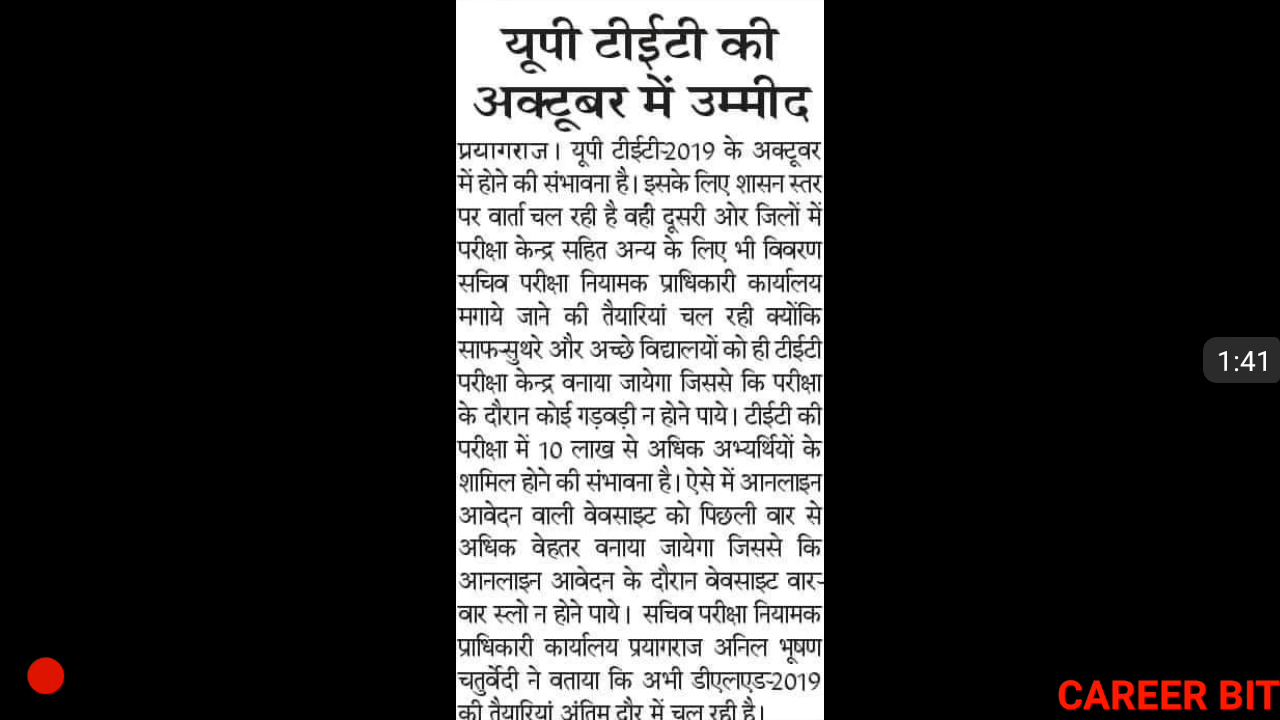 यूपी टीईटी की
अक्टूबर में उम्मीद
प्रयागराज। यूपी टीईटी-2019 के अक्टूवर
में होने की संभावना है। इसके लिए शासन स्तर
पर वार्ता चल रही है वही दूसरी ओर जिलों में
परीक्षा केन्द्र सहित अन्य के लिए भी विवरण
सचिव परीक्षा नियामक प्राधिकारी कार्यालय
मगाये जाने की तैयारियां चल रही क्योंकि
साफ-सुथरे और अच्छे विद्यालयों को ही टीईटी
परीक्षा केन्द्र वनाया जायेगा जिससे कि परीक्षा
के दौरान कोई गड़वड़ी न होने पाये। टीईटी की
परीक्षा में 10 लाख से अधिक अभ्यर्थियों के
शामिल होने की संभावना है। ऐसे में आनलाइन
आवेदन वाली वेवसाइट को पिछली वार से
अधिक वेहतर वनाया जायेगा जिससे कि
आनलाइन आवेदन के दौरान वेवसाइट वार-
वार स्लो न होने पाये। सचिव परीक्षा नियामक
प्राधिकारी कार्यालय प्रयागराज अनिल भूषण
चतुर्वेदी ने वताया कि अभी डीएलएड-2019
की तैयारियां अंतिम दौर में चल रही है।
1:41
CAREER BIT